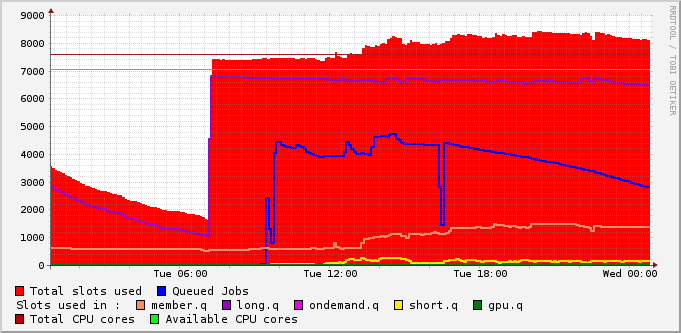 9000
8000
7000
6000
5000
4000
3000
2000
1000
0
Tue 06:00 Tue 12:00 Tue 18:00 Wed 00:00
Total slots used Queued Jobs
Slots used in : member.q long.q ondemand.q short.q gpu.q
Total CPU cores Available CPU cores
RRDTOOL / TOBI OETIKER